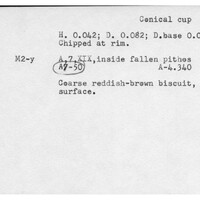 Conical cup
H. 0.042; D. 0.082; D.base 0.0
Chipped at rim.
M2-y A.7.XIX, inside fallen pithos
A7-50 A-4.340
Coarse reddish-brown biscuit,
surface.